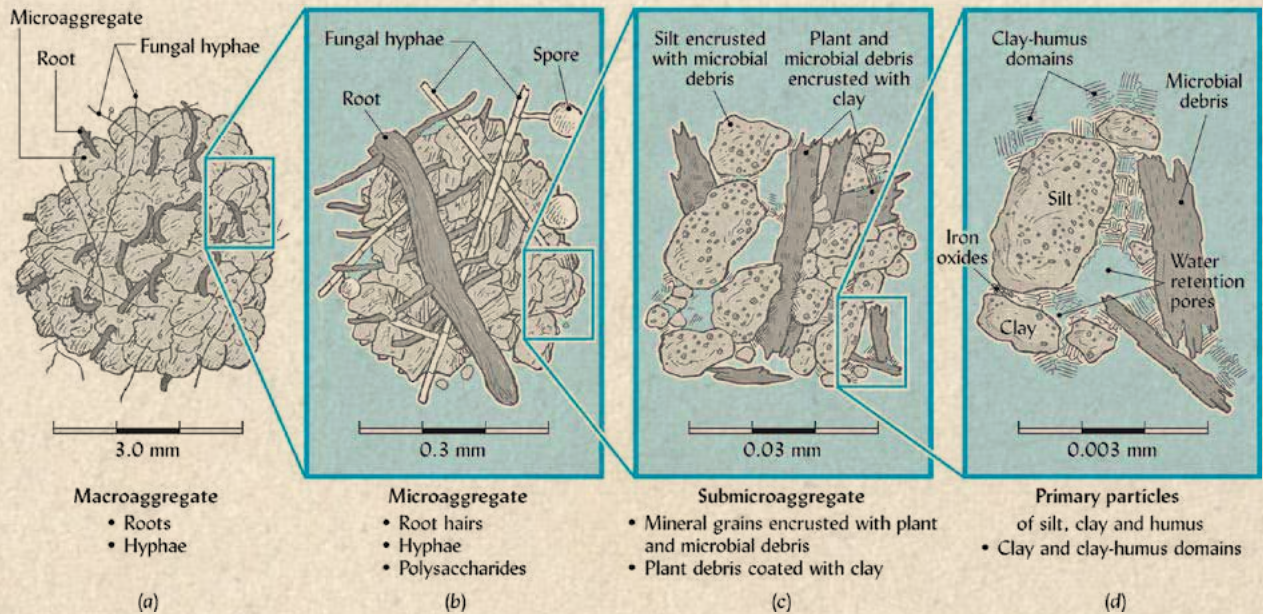 Microaggregate
Root
Fungal hyphae
3.0 mm
Macroaggregate
• Roots
• Hyphae
(a)
Fungal hyphae
Spore
Root
0.3 mm
Microaggregate
• Root hairs
• Hyphae
• Polysaccharides
(b)
Silt encrusted
with microbial
debris
Plant and
microbial debris
encrusted with
clay
0.03 mm
Submicroaggregate
• Mineral grains encrusted with plant
and microbial debris
• Plant debris coated with clay
(c)
Clay-humus
domains
Microbial
debris
Silt
Iron
oxides
Water
retention
pores
Clay
0.003 mm
Primary particles
of silt, clay and humus
• Clay and clay-humus domains
(d)